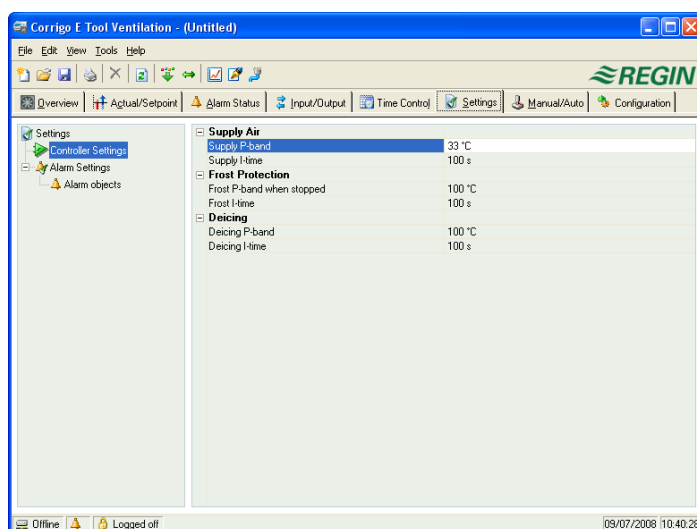 Corrigo E Tool Ventilation - (Untitled)
File Edit View Tools Help
REGIN
Overview Actual/Setpoint Alarm Status Input/Output Time Control Settings Manual/Auto Configuration
Settings
Controller Settings
Alarm Settings
Alarm objects
Supply Air
Supply P-band 33 °C
Supply I-time 100 s
Frost Protection
Frost P-band when stopped 100 °C
Frost I-time 100 s
Deicing
Deicing P-band 100 °C
Deicing I-time 100 s
Offline Logged off 09/07/2008 10:40:28